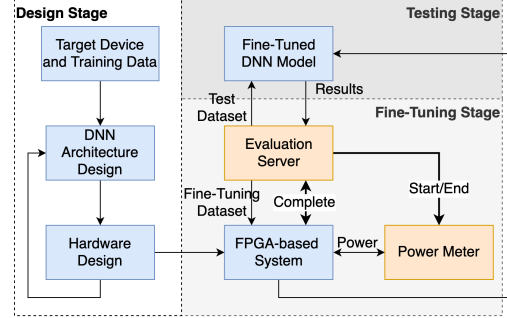 Design Stage
Testing Stage
Target Device
and Training Data
Fine-Tuned
DNN Model
Test
Dataset
Results
Fine-Tuning Stage
DNN
Architecture
Design
Evaluation
Server
Fine-Tuning
Dataset
Complete
Start/End
Hardware
Design
FPGA-based
System
Power
Power Meter